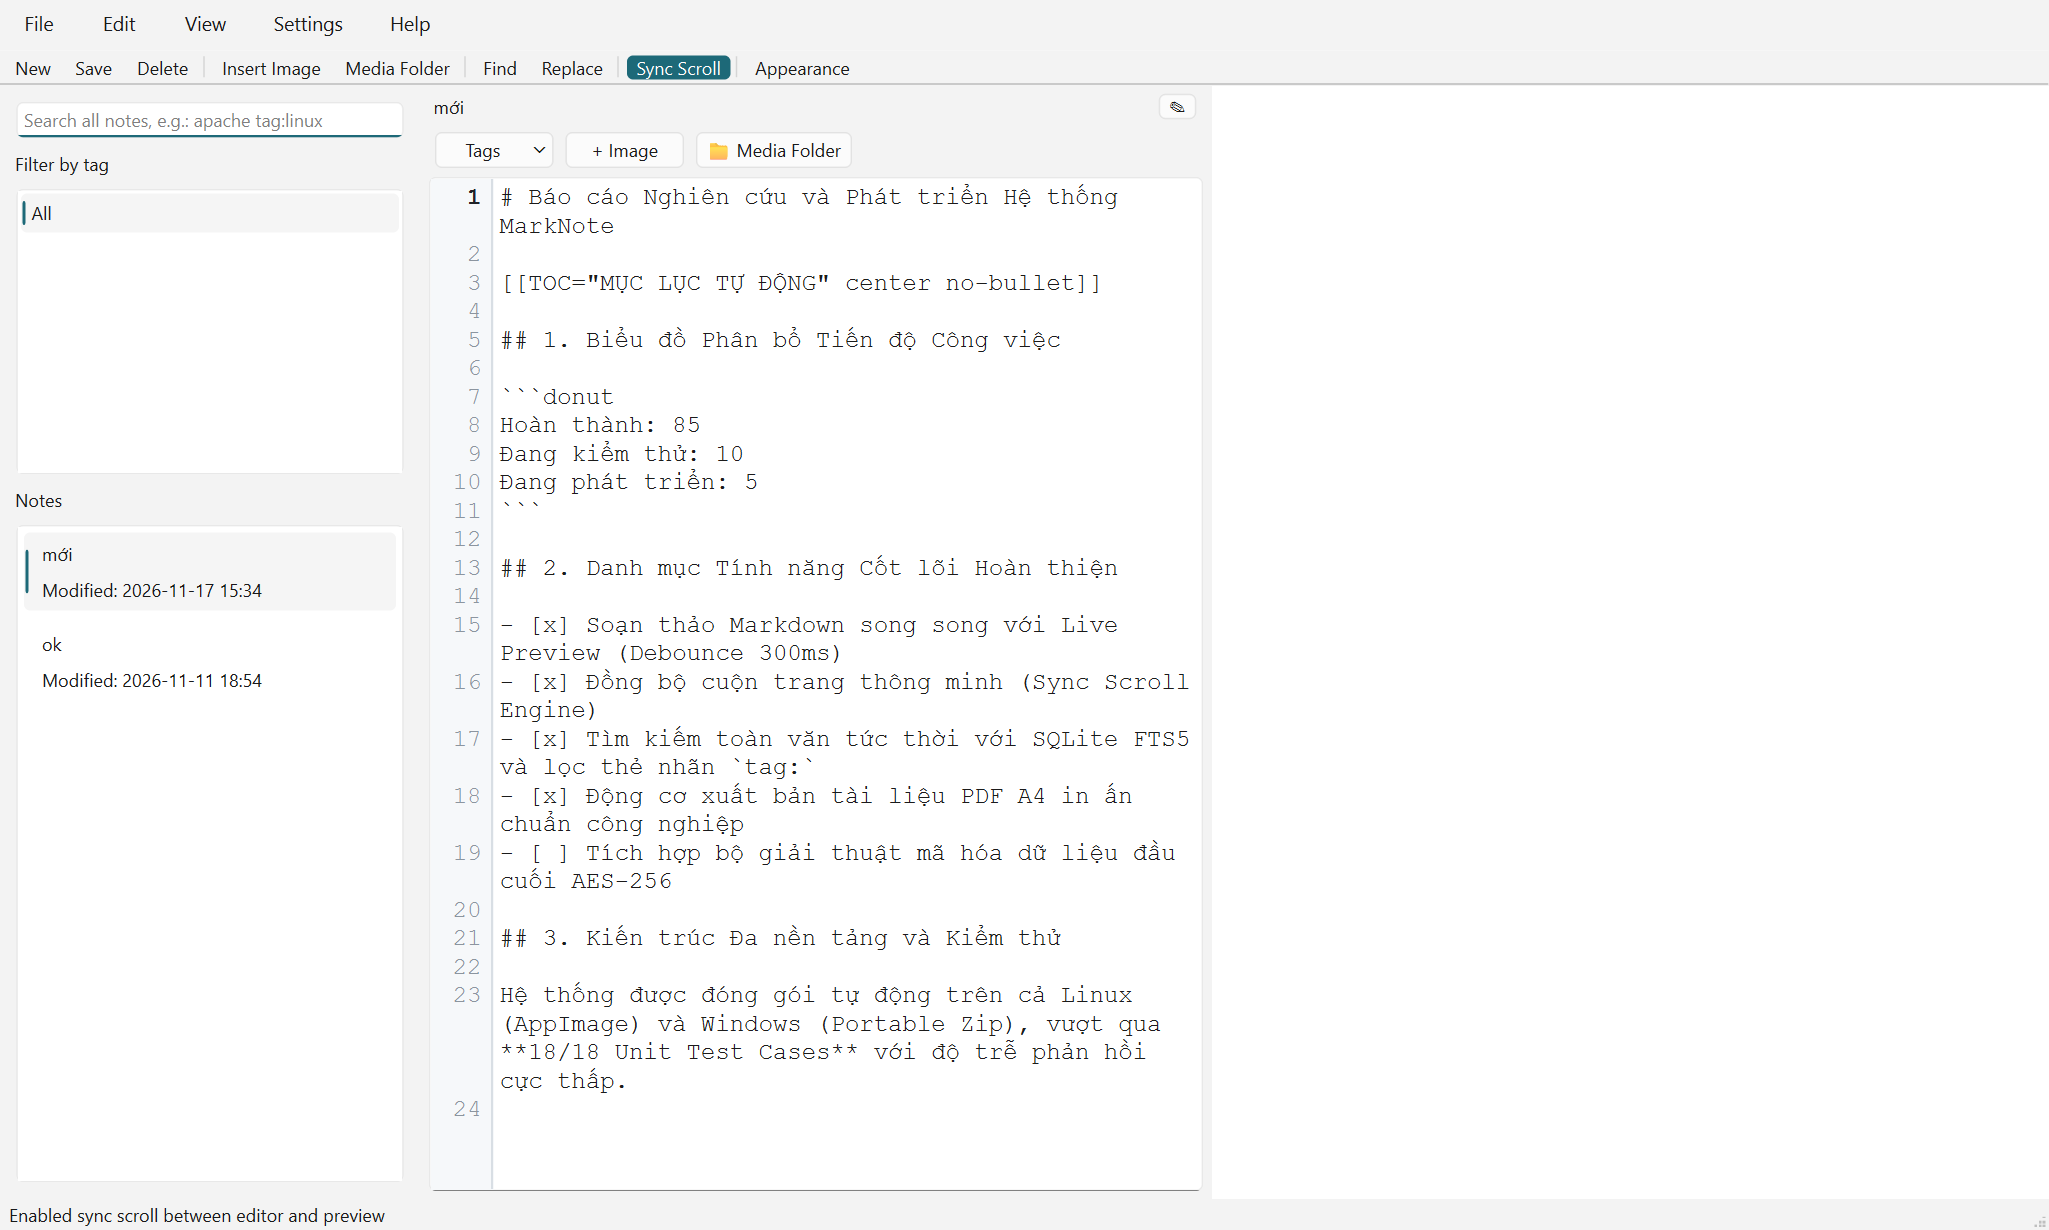 File Edit View Settings Help
New Save Delete Insert Image Media Folder Find Replace Sync Scroll Appearance
Search all notes, e.g.: apache tag:linux
Filter by tag
All
Notes
mới
Modified: 2026-11-17 15:34
ok
Modified: 2026-11-11 18:54
mới
✎
Tags + Image Media Folder
1 # Báo cáo Nghiên cứu và Phát triển Hệ thống
MarkNote
2
3 [[TOC="MỤC LỤC TỰ ĐỘNG" center no-bullet]]
4
5 ## 1. Biểu đồ Phân bổ Tiến độ Công việc
6
7 ```donut
8 Hoàn thành: 85
9 Đang kiểm thử: 10
10 Đang phát triển: 5
11 ```
12
13 ## 2. Danh mục Tính năng Cốt lõi Hoàn thiện
14
15 - [x] Soạn thảo Markdown song song với Live
Preview (Debounce 300ms)
16 - [x] Đồng bộ cuộn trang thông minh (Sync Scroll
Engine)
17 - [x] Tìm kiếm toàn văn tức thời với SQLite FTS5
và lọc thẻ nhãn `tag:`
18 - [x] Động cơ xuất bản tài liệu PDF A4 in ấn
chuẩn công nghiệp
19 - [ ] Tích hợp bộ giải thuật mã hóa dữ liệu đầu
cuối AES-256
20
21 ## 3. Kiến trúc Đa nền tảng và Kiểm thử
22
23 Hệ thống được đóng gói tự động trên cả Linux
(AppImage) và Windows (Portable Zip), vượt qua
**18/18 Unit Test Cases** với độ trễ phản hồi
cực thấp.
24
Enabled sync scroll between editor and preview